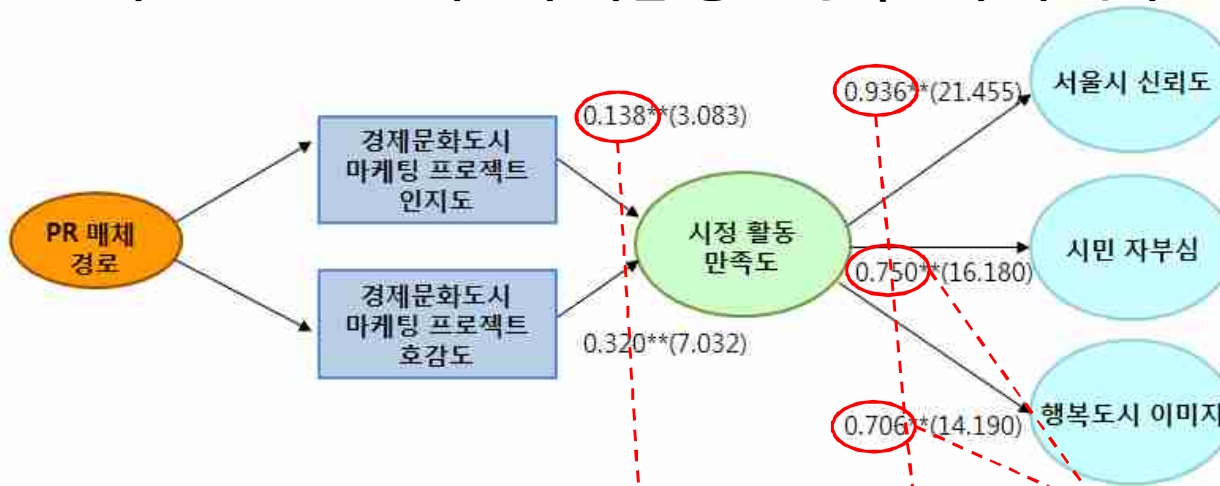 0.936**(21.455)
서울시 신뢰도
0.138**(3.083)
경제문화도시
마케팅 프로젝트
인지도
PR 매체
경로
시정 활동
만족도
시민 자부심
0.750**(16.180)
경제문화도시
마케팅 프로젝트
호감도
0.320**(7.032)
0.706**(14.190)
행복도시 이미지